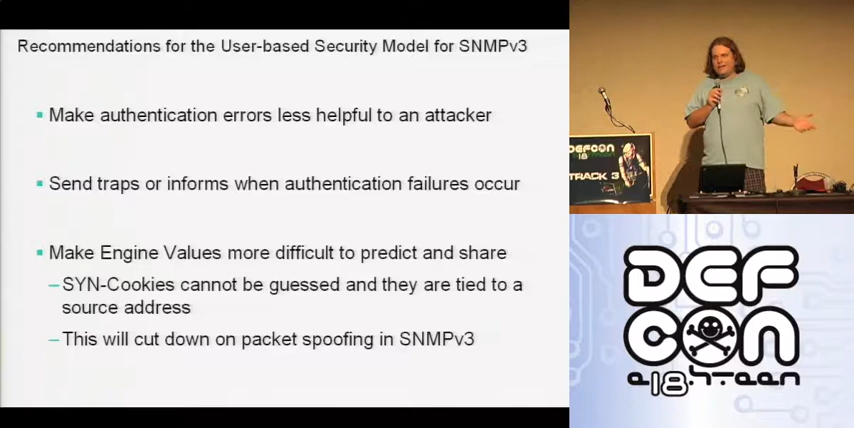 Recommendations for the User-based Security Model for SNMPv3
Make authentication errors less helpful to an attacker
Send traps or informs when authentication failures occur
Make Engine Values more difficult to predict and share
–SYN-Cookies cannot be guessed and they are tied to a
source address
–This will cut down on packet spoofing in SNMPv3
DEFCON
18
TRACK 3
DEF
CON
18